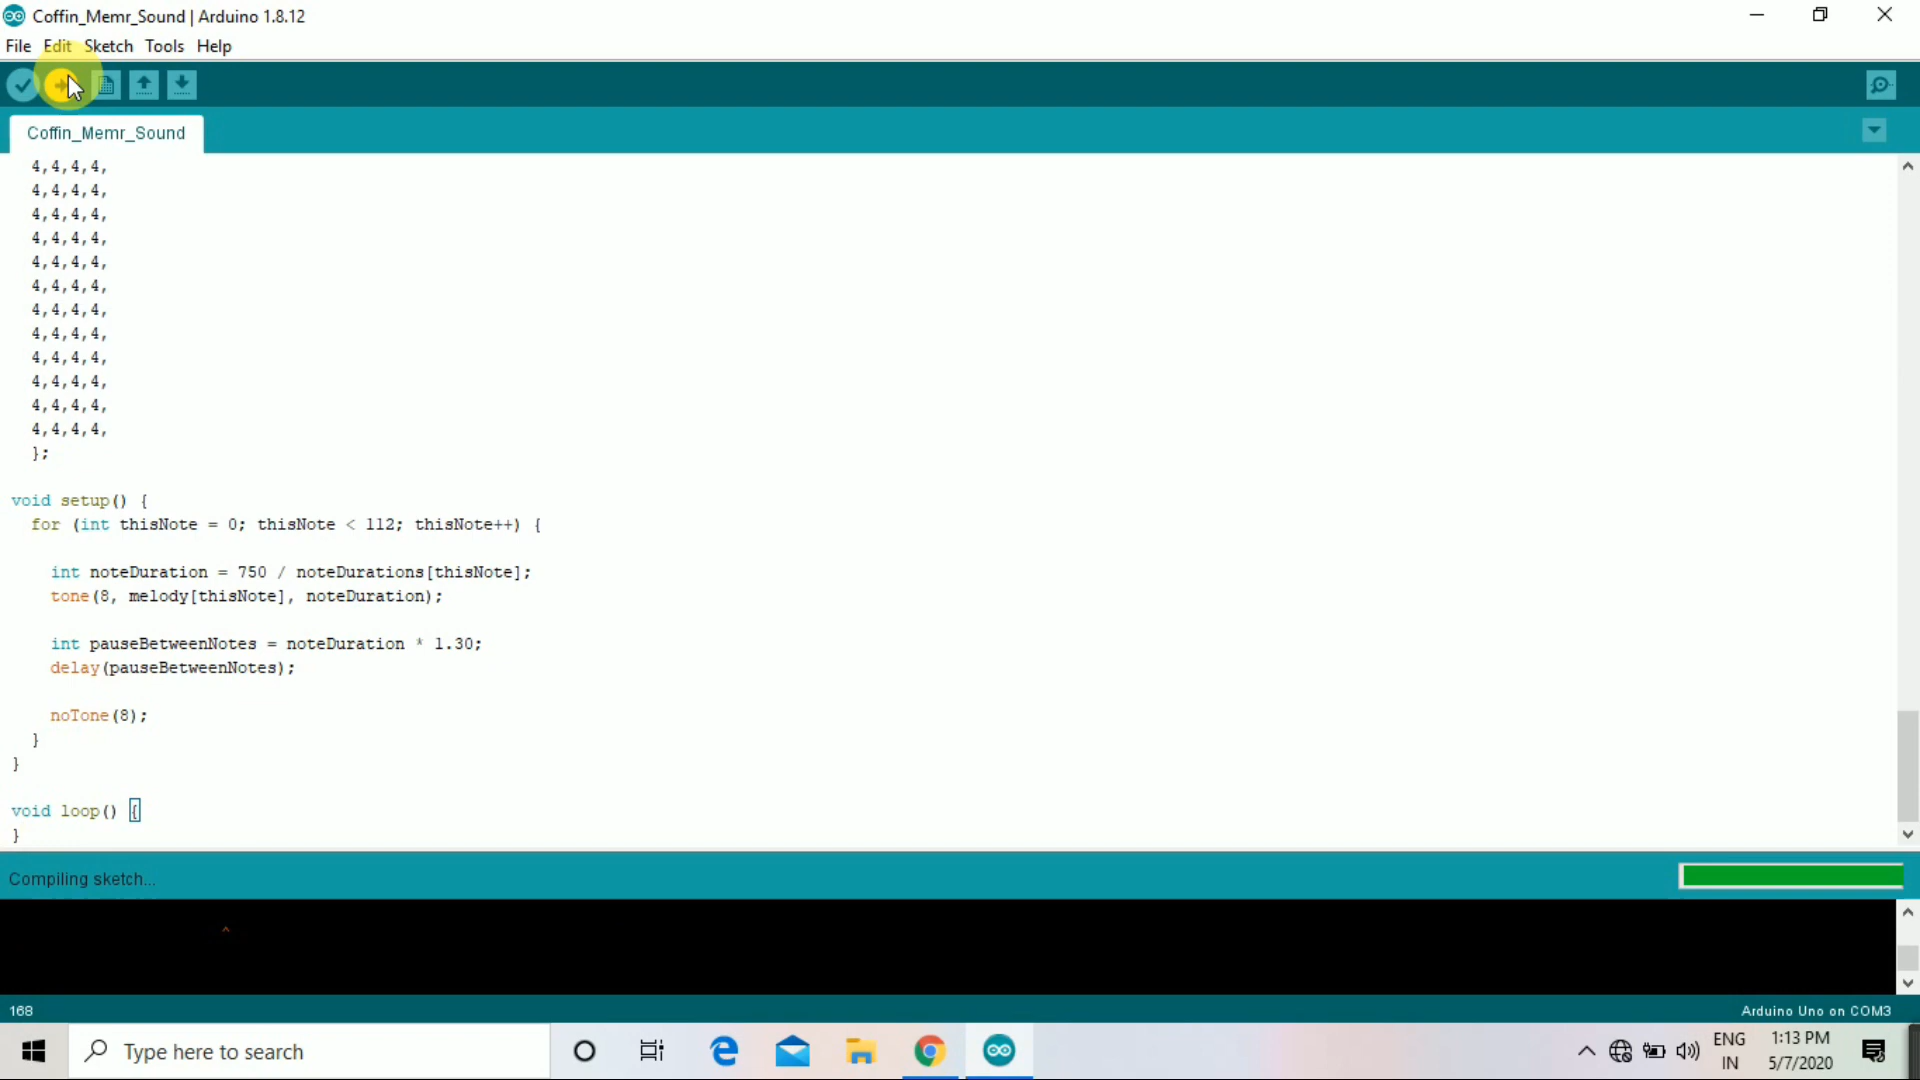 Coffin_Memr_Sound | Arduino 1.8.12
File Edit Sketch Tools Help
Coffin_Memr_Sound
4,4,4,4,
4,4,4,4,
4,4,4,4,
4,4,4,4,
4,4,4,4,
4,4,4,4,
4,4,4,4,
4,4,4,4,
4,4,4,4,
4,4,4,4,
4,4,4,4,
4,4,4,4,
};
void setup() {
for (int thisNote = 0; thisNote < 112; thisNote++) {
int noteDuration = 750 / noteDurations[thisNote];
tone(8, melody[thisNote], noteDuration);
int pauseBetweenNotes = noteDuration * 1.30;
delay(pauseBetweenNotes);
noTone(8);
}
}
void loop() {
}
Compiling sketch...
^
168
Arduino Uno on COM3
Type here to search
ENG
IN
1:13 PM
5/7/2020